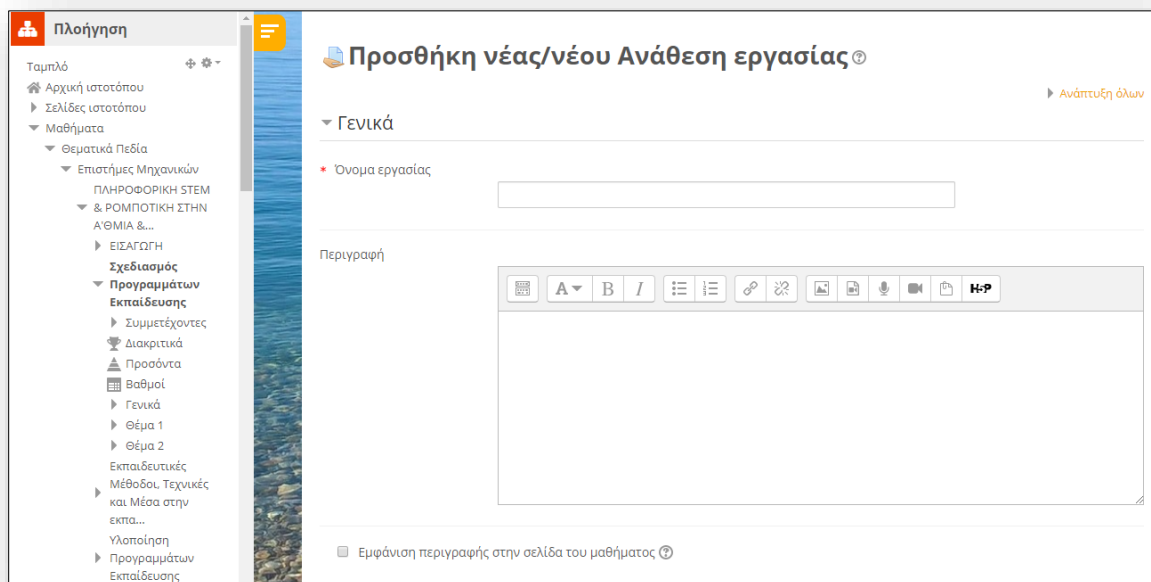 Πλοήγηση
Ταμπλό
Αρχική ιστοτόπου
Σελίδες ιστοτόπου
Μαθήματα
Θεματικά Πεδία
Επιστήμες Μηχανικών
ΠΛΗΡΟΦΟΡΙΚΗ STEM
& ΡΟΜΠΟΤΙΚΗ ΣΤΗΝ
Α'ΘΜΙΑ &...
ΕΙΣΑΓΩΓΗ
Σχεδιασμός
Προγραμμάτων
Εκπαίδευσης
Συμμετέχοντες
Διακριτικά
Προσόντα
Βαθμοί
Γενικά
Θέμα 1
Θέμα 2
Εκπαιδευτικές
Μέθοδοι, Τεχνικές
και Μέσα στην
εκπα...
Υλοποίηση
Προγραμμάτων
Εκπαίδευσης
Προσθήκη νέας/νέου Ανάθεση εργασίας
Ανάπτυξη όλων
Γενικά
* Όνομα εργασίας
Περιγραφή
A B I H5P
Εμφάνιση περιγραφής στην σελίδα του μαθήματος